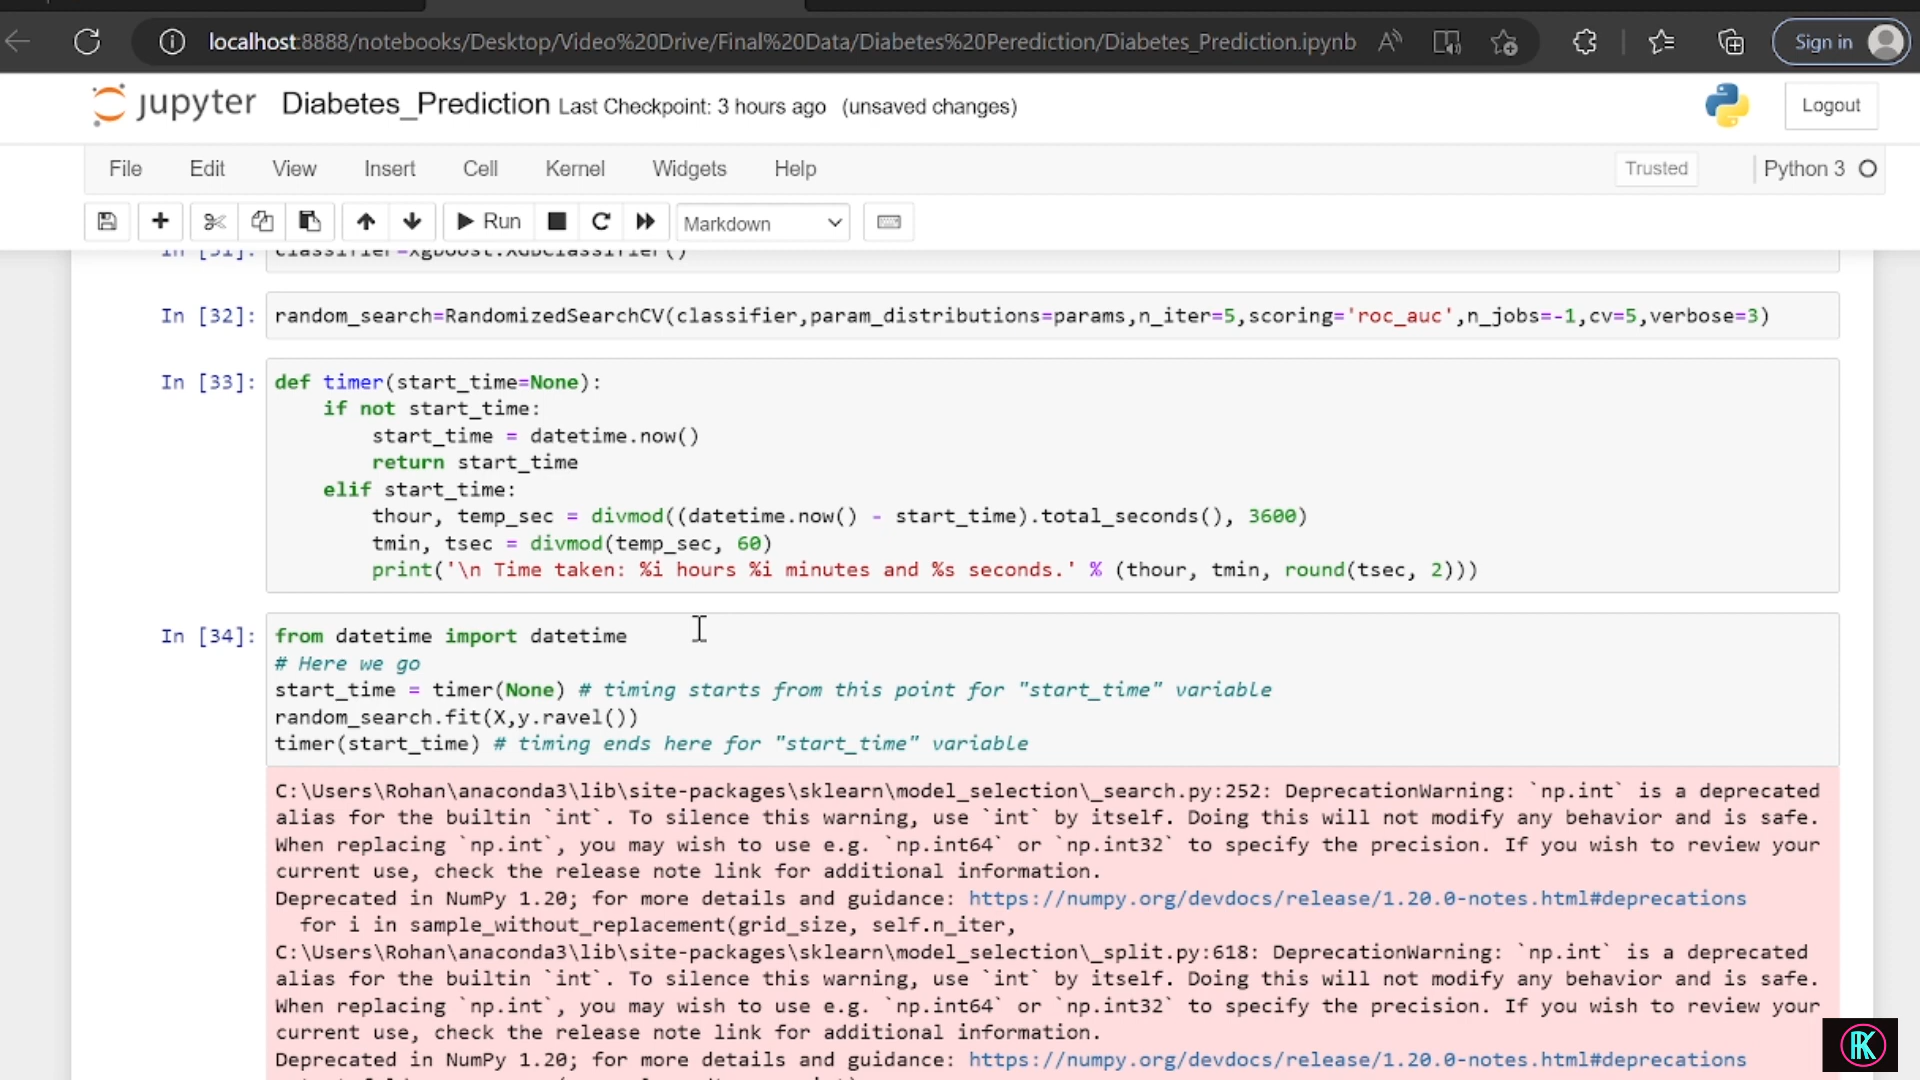 localhost:8888/notebooks/Desktop/Video%20Drive/Final%20Data/Diabetes%20Perediction/Diabetes_Prediction.ipynb
Sign in
jupyter Diabetes_Prediction Last Checkpoint: 3 hours ago (unsaved changes)
Logout
File Edit View Insert Cell Kernel Widgets Help
Trusted
Python 3
Run
Markdown
In [31]: classifier=xgboost.XGBClassifier()
In [32]: random_search=RandomizedSearchCV(classifier,param_distributions=params,n_iter=5,scoring='roc_auc',n_jobs=-1,cv=5,verbose=3)
In [33]: def timer(start_time=None):
    if not start_time:
        start_time = datetime.now()
        return start_time
    elif start_time:
        thour, temp_sec = divmod((datetime.now() - start_time).total_seconds(), 3600)
        tmin, tsec = divmod(temp_sec, 60)
        print('\n Time taken: %i hours %i minutes and %s seconds.' % (thour, tmin, round(tsec, 2)))
In [34]: from datetime import datetime
# Here we go
start_time = timer(None) # timing starts from this point for "start_time" variable
random_search.fit(X,y.ravel())
timer(start_time) # timing ends here for "start_time" variable
C:\Users\Rohan\anaconda3\lib\site-packages\sklearn\model_selection\_search.py:252: DeprecationWarning: `np.int` is a deprecated
alias for the builtin `int`. To silence this warning, use `int` by itself. Doing this will not modify any behavior and is safe.
When replacing `np.int`, you may wish to use e.g. `np.int64` or `np.int32` to specify the precision. If you wish to review your
current use, check the release note link for additional information.
Deprecated in NumPy 1.20; for more details and guidance: https://numpy.org/devdocs/release/1.20.0-notes.html#deprecations
  for i in sample_without_replacement(grid_size, self.n_iter,
C:\Users\Rohan\anaconda3\lib\site-packages\sklearn\model_selection\_split.py:618: DeprecationWarning: `np.int` is a deprecated
alias for the builtin `int`. To silence this warning, use `int` by itself. Doing this will not modify any behavior and is safe.
When replacing `np.int`, you may wish to use e.g. `np.int64` or `np.int32` to specify the precision. If you wish to review your
current use, check the release note link for additional information.
Deprecated in NumPy 1.20; for more details and guidance: https://numpy.org/devdocs/release/1.20.0-notes.html#deprecations